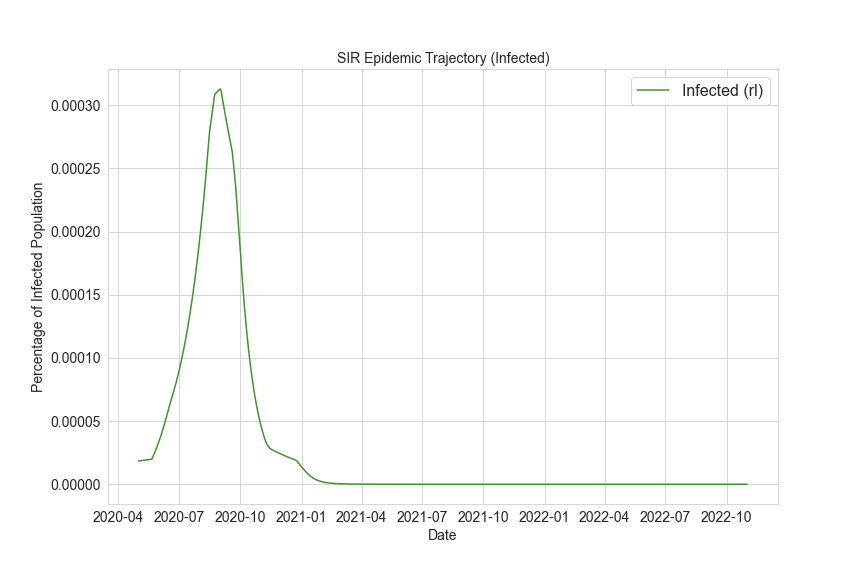 SIR Epidemic Trajectory (Infected)
Infected (rI)
Percentage of Infected Population
0.00030
0.00025
0.00020
0.00015
0.00010
0.00005
0.00000
2020-04 2020-07 2020-10 2021-01 2021-04 2021-07 2021-10 2022-01 2022-04 2022-07 2022-10
Date